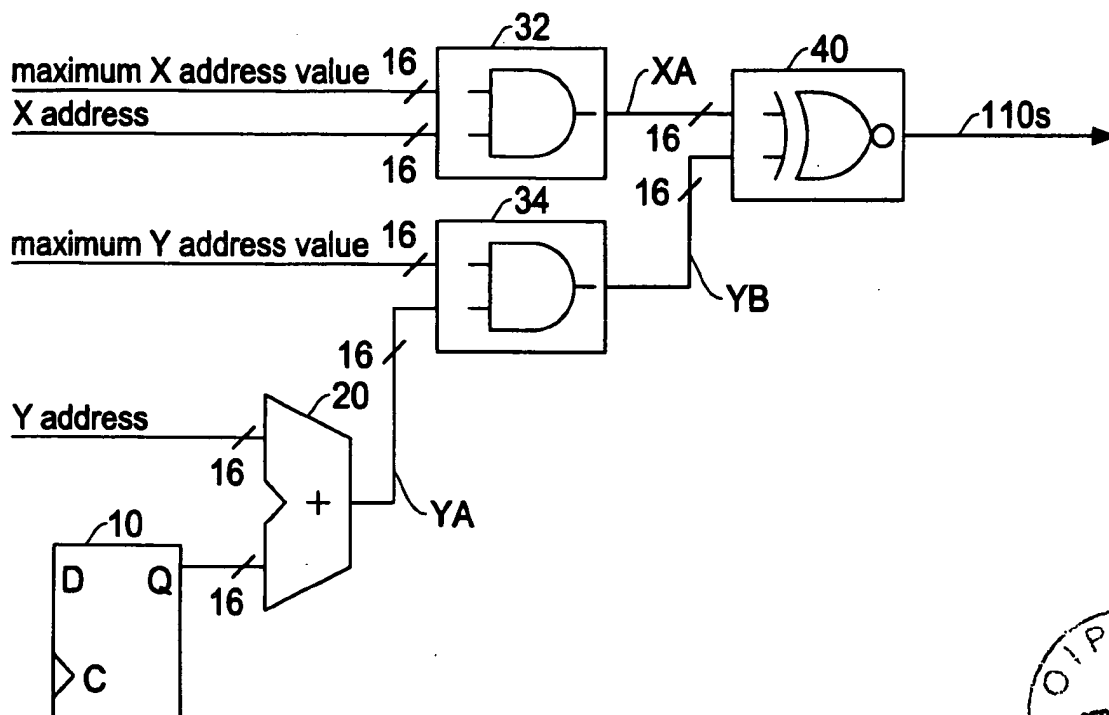 32
maximum X address value 16
X address
16
XA
16
40
110s
34
maximum Y address value 16
16
YB
16
Y address
16
20
+
YA
10
D Q
16
C
OIP